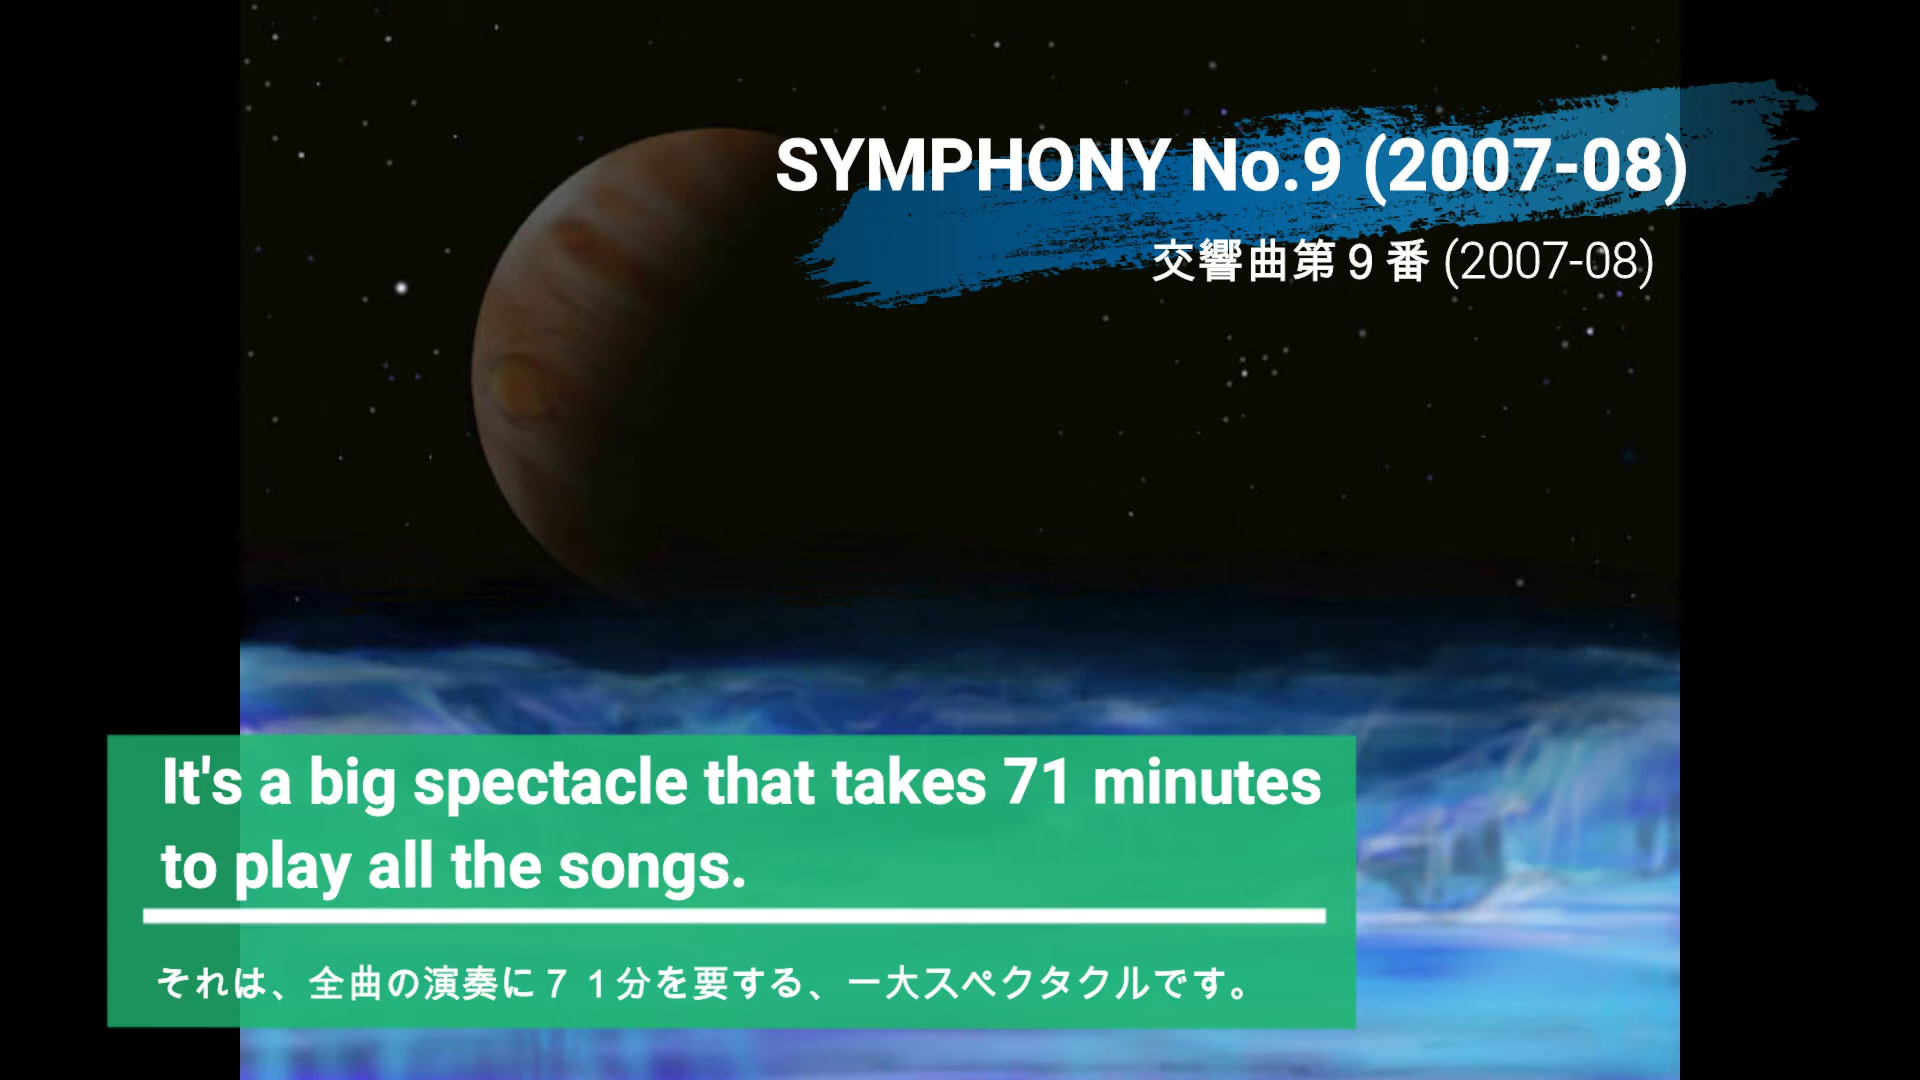 SYMPHONY No.9 (2007-08)
交響曲第９番 (2007-08)
It's a big spectacle that takes 71 minutes
to play all the songs.
それは、全曲の演奏に７１分を要する、一大スペクタクルです。